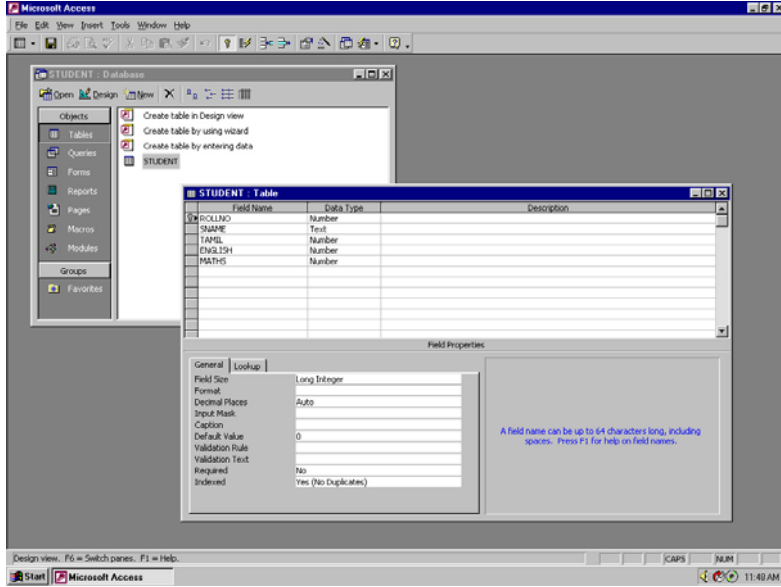 Microsoft Access
File Edit View Insert Tools Window Help
STUDENT : Database
Open Design New
Objects
Tables
Queries
Forms
Reports
Pages
Macros
Modules
Groups
Favorites
Create table in Design view
Create table by using wizard
Create table by entering data
STUDENT
STUDENT : Table
Field Name Data Type Description
ROLLNO Number
SNAME Text
TAMIL Number
ENGLISH Number
MATHS Number
Field Properties
General Lookup
Field Size Long Integer
Format
Decimal Places Auto
Input Mask
Caption
Default Value 0
Validation Rule
Validation Text
Required No
Indexed Yes (No Duplicates)
A field name can be up to 64 characters long, including
spaces. Press F1 for help on field names.
Design view. F6 = Switch panes. F1 = Help.
CAPS NUM
Start Microsoft Access 11:48 AM